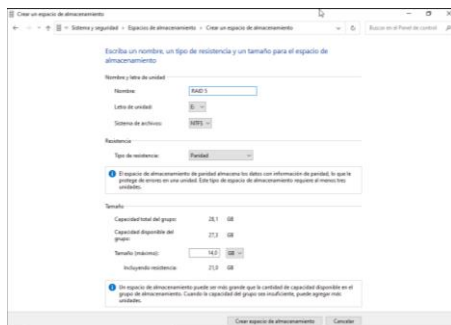 Crear un espacio de almacenamiento
Sistema y seguridad > Espacios de almacenamiento > Crear un espacio de almacenamiento
Buscar en el Panel de control
Escriba un nombre, un tipo de resistencia y un tamaño para el espacio de
almacenamiento
Nombre y letra de unidad
Nombre: RAID 5
Letra de unidad: E:
Sistema de archivos: NTFS
Resistencia
Tipo de resistencia: Paridad
El espacio de almacenamiento de paridad almacena los datos con información de paridad, lo que lo
protege de errores en una unidad. Este tipo de espacio de almacenamiento requiere al menos tres
unidades.
Tamaño
Capacidad total del grupo: 28,1 GB
Capacidad disponible del
grupo: 27,3 GB
Tamaño (máximo): 14,0 GB
Incluyendo resistencia: 21,0 GB
Un espacio de almacenamiento puede ser más grande que la cantidad de capacidad disponible en el
grupo de almacenamiento. Cuando la capacidad del grupo sea insuficiente, puede agregar más
unidades.
Crear espacio de almacenamiento Cancelar